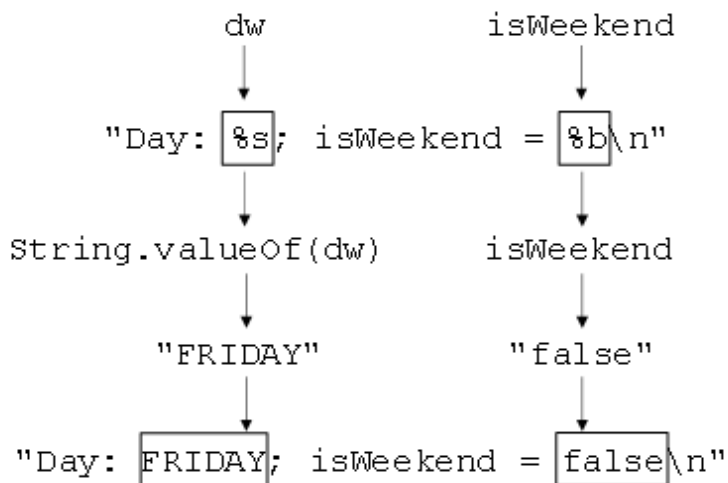 dw isWeekend
"Day: %s; isWeekend = %b\n"
String.valueOf(dw) isWeekend
"FRIDAY" "false"
"Day: FRIDAY; isWeekend = false\n"